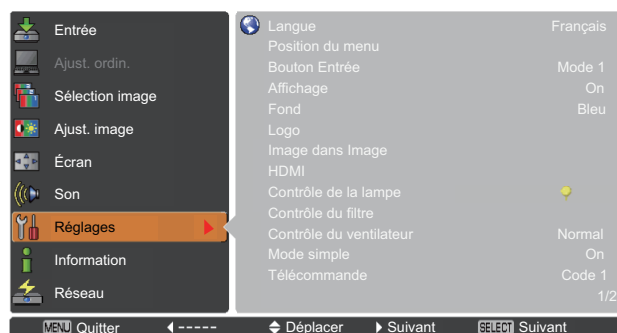 Entrée
Ajust. ordin.
Sélection image
Ajust. image
Écran
Son
Réglages
Information
Réseau
Langue Français
Position du menu
Bouton Entrée Mode 1
Affichage On
Fond Bleu
Logo
Image dans Image
HDMI
Contrôle de la lampe
Contrôle du filtre
Contrôle du ventilateur Normal
Mode simple On
Télécommande Code 1
1/2
MENU Quitter ----- Déplacer Suivant SELECT Suivant